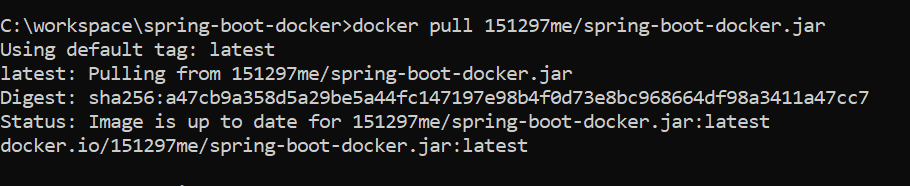 C:\workspace\spring-boot-docker>docker pull 151297me/spring-boot-docker.jar
Using default tag: latest
latest: Pulling from 151297me/spring-boot-docker.jar
Digest: sha256:a47cb9a358d5a29be5a44fc147197e98b4f0d73e8bc968664df98a3411a47cc7
Status: Image is up to date for 151297me/spring-boot-docker.jar:latest
docker.io/151297me/spring-boot-docker.jar:latest